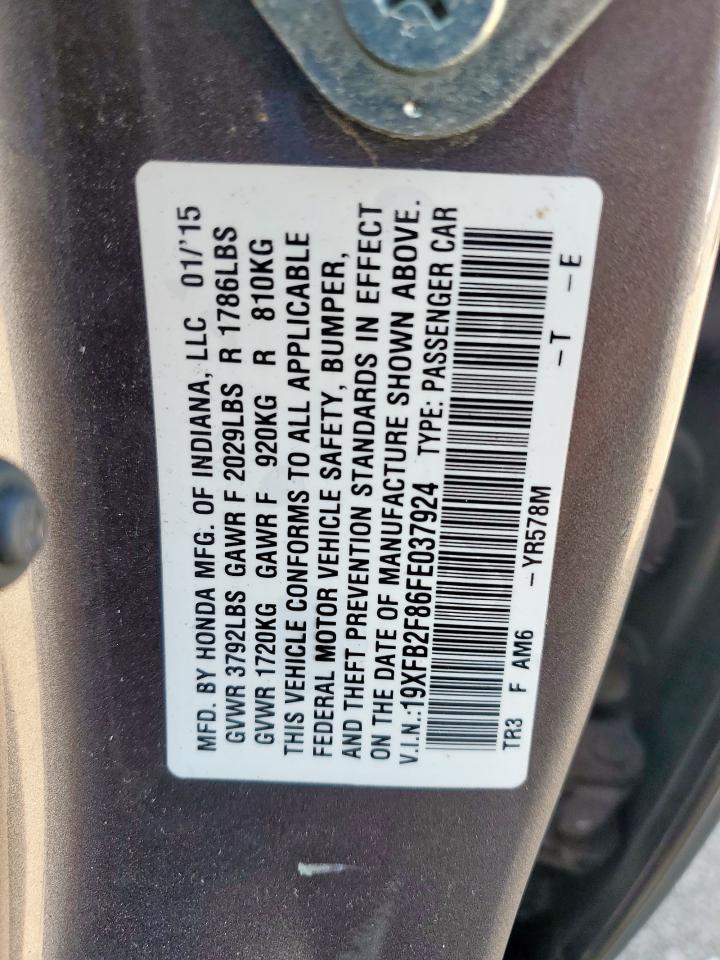 MFD. BY HONDA MFG. OF INDIANA, LLC 01/'15
GVWR 3792LBS GAWR F 2029LBS R 1786LBS
GVWR 1720KG GAWR F 920KG R 810KG
THIS VEHICLE CONFORMS TO ALL APPLICABLE
FEDERAL MOTOR VEHICLE SAFETY, BUMPER,
AND THEFT PREVENTION STANDARDS IN EFFECT
ON THE DATE OF MANUFACTURE SHOWN ABOVE.
V.I.N.:19XFB2F86FE037924 TYPE: PASSENGER CAR
TR3 F AM6 -YR578M -T -E